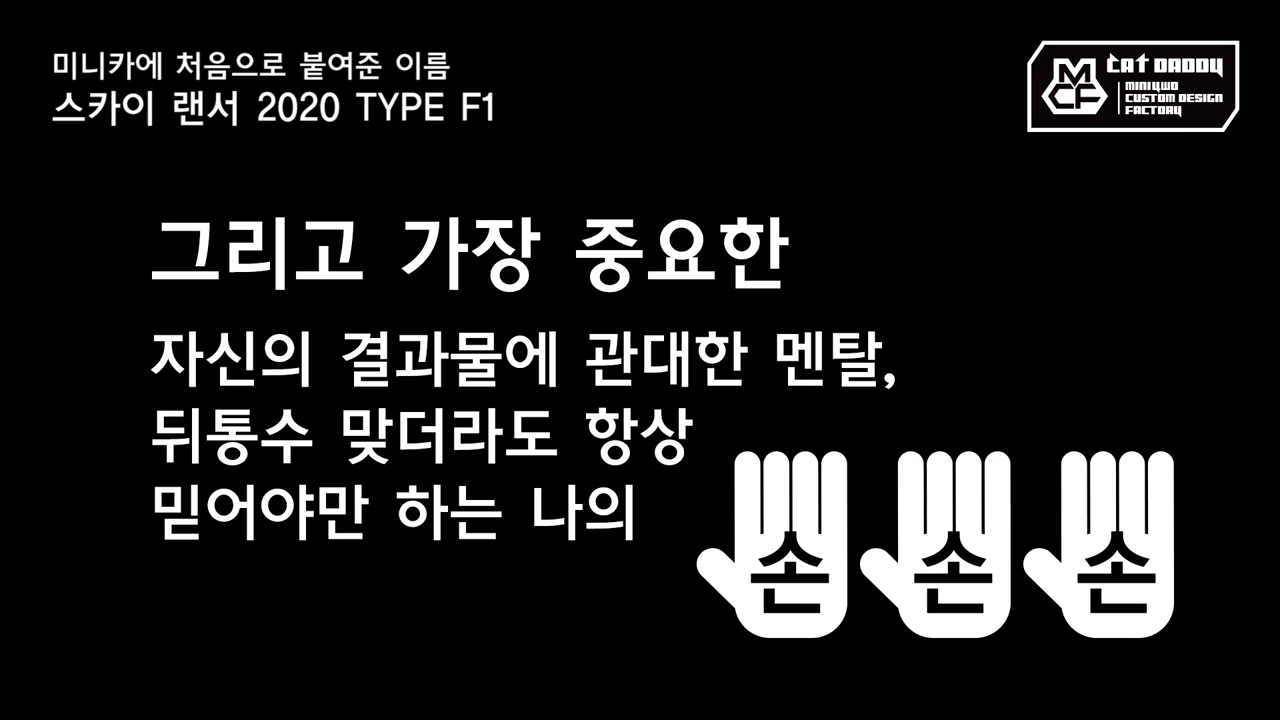 미니카에 처음으로 붙여준 이름
스카이 랜서 2020 TYPE F1
MCF
CAT DADDY
MINI4WD
CUSTOM DESIGN
FACTORY
그리고 가장 중요한
자신의 결과물에 관대한 멘탈,
뒤통수 맞더라도 항상
믿어야만 하는 나의
손 손 손